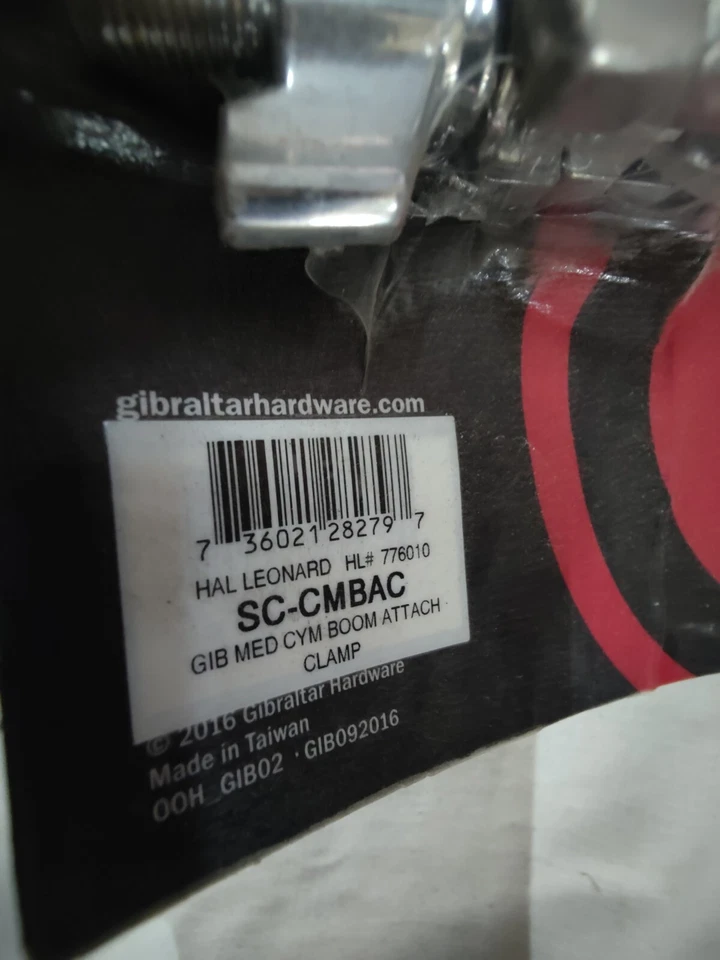 gibraltarhardware.com
7 36021 28279 7
HAL LEONARD HL# 776010
SC-CMBAC
GIB MED CYM BOOM ATTACH
CLAMP
© 2016 Gibraltar Hardware
Made in Taiwan
OOH_GIB02 · GIB092016